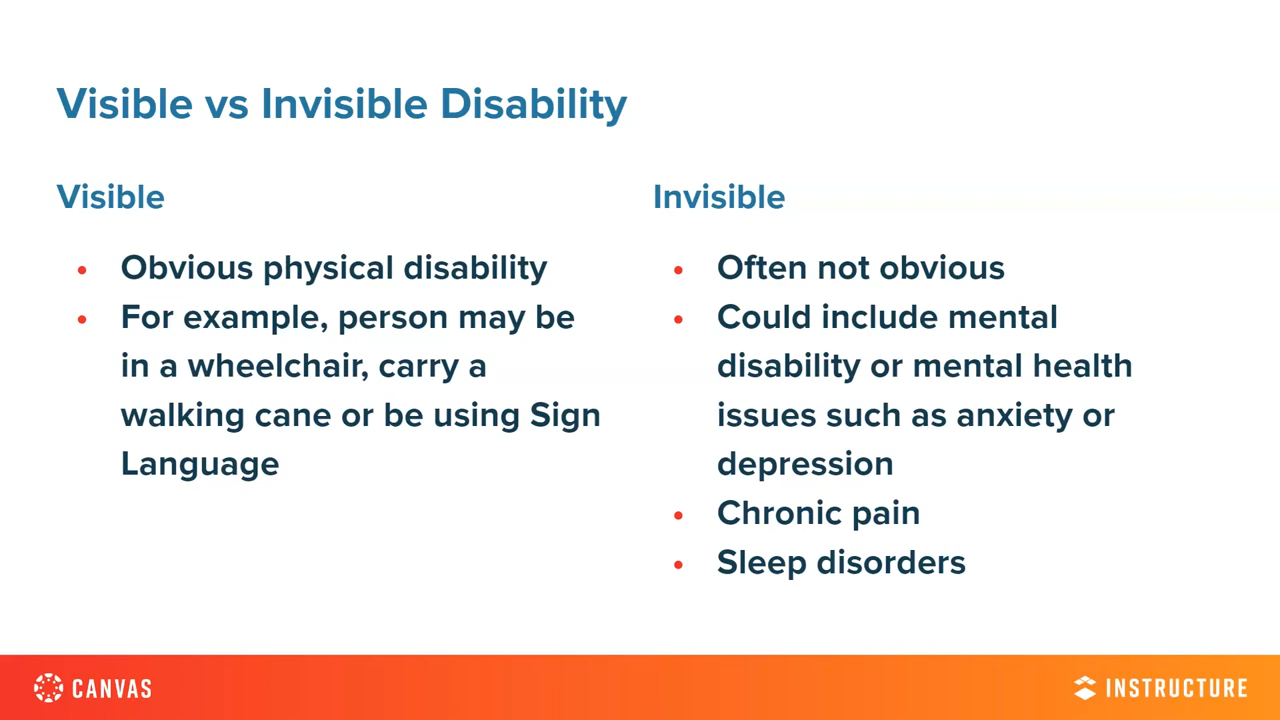 Visible vs Invisible Disability
Visible
• Obvious physical disability
• For example, person may be
in a wheelchair, carry a
walking cane or be using Sign
Language
Invisible
• Often not obvious
• Could include mental
disability or mental health
issues such as anxiety or
depression
• Chronic pain
• Sleep disorders
CANVAS
INSTRUCTURE